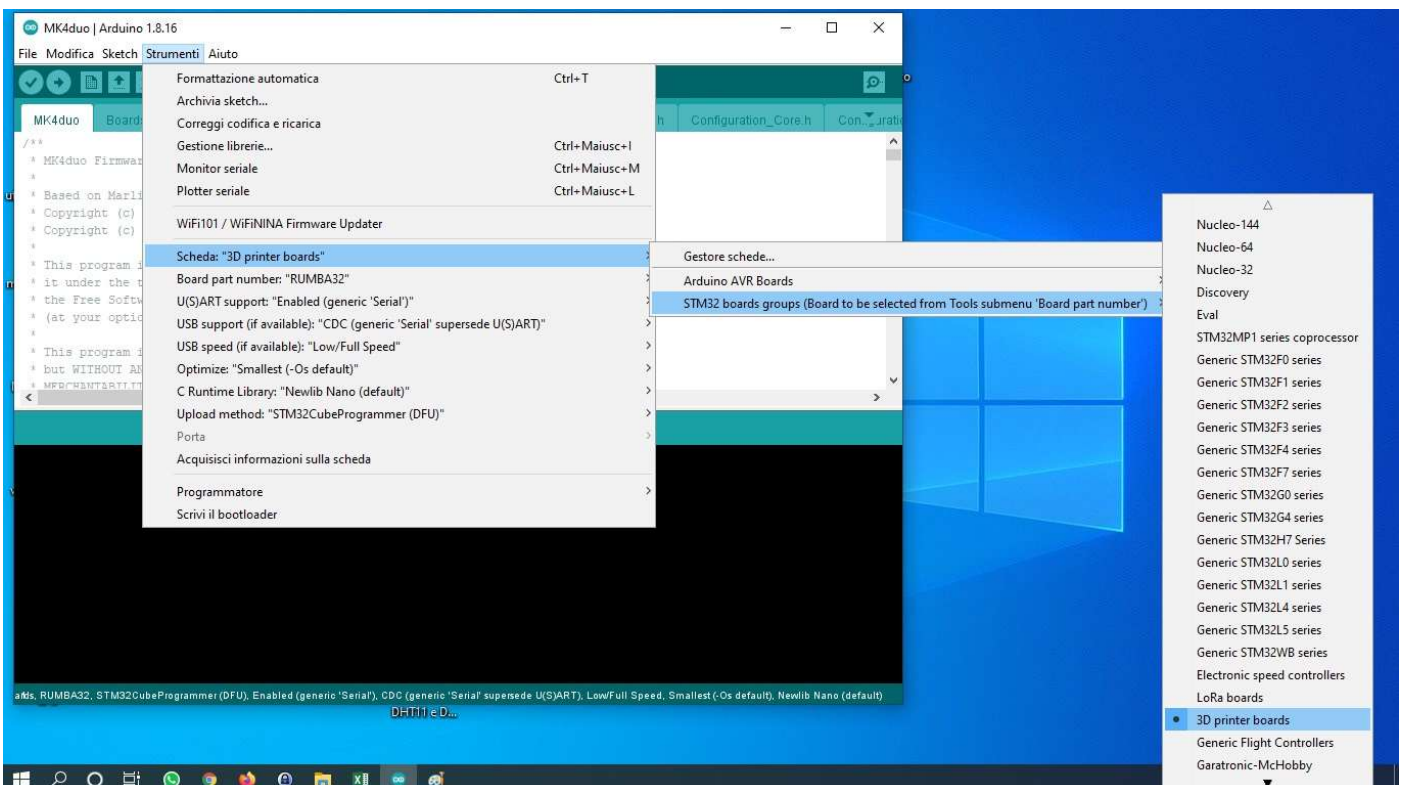 MK4duo | Arduino 1.8.16
File Modifica Sketch Strumenti Aiuto
MK4duo Board Configuration_Core.h
/**
* MK4duo Firmwar
*
* Based on Marli
* Copyright (c)
* Copyright (c)
*
* This program i
* it under the t
* the Free Softw
* (at your optio
*
* This program i
* but WITHOUT AN
* MERCHANTABILIT
Formattazione automatica Ctrl+T
Archivia sketch...
Correggi codifica e ricarica
Gestione librerie... Ctrl+Maiusc+I
Monitor seriale Ctrl+Maiusc+M
Plotter seriale Ctrl+Maiusc+L
WiFi101 / WiFiNINA Firmware Updater
Scheda: "3D printer boards"
Board part number: "RUMBA32"
U(S)ART support: "Enabled (generic 'Serial')"
USB support (if available): "CDC (generic 'Serial' supersede U(S)ART)"
USB speed (if available): "Low/Full Speed"
Optimize: "Smallest (-Os default)"
C Runtime Library: "Newlib Nano (default)"
Upload method: "STM32CubeProgrammer (DFU)"
Porta
Acquisisci informazioni sulla scheda
Programmatore
Scrivi il bootloader
Gestore schede...
Arduino AVR Boards
STM32 boards groups (Board to be selected from Tools submenu 'Board part number')
Nucleo-144
Nucleo-64
Nucleo-32
Discovery
Eval
STM32MP1 series coprocessor
Generic STM32F0 series
Generic STM32F1 series
Generic STM32F2 series
Generic STM32F3 series
Generic STM32F4 series
Generic STM32F7 series
Generic STM32G0 series
Generic STM32G4 series
Generic STM32H7 Series
Generic STM32L0 series
Generic STM32L1 series
Generic STM32L4 series
Generic STM32L5 series
Generic STM32WB series
Electronic speed controllers
LoRa boards
3D printer boards
Generic Flight Controllers
Garatronic-McHobby
RUMBA32, STM32CubeProgrammer (DFU), Enabled (generic 'Serial'), CDC (generic 'Serial' supersede U(S)ART), Low/Full Speed, Smallest (-Os default), Newlib Nano (default)
DHT11 e D...